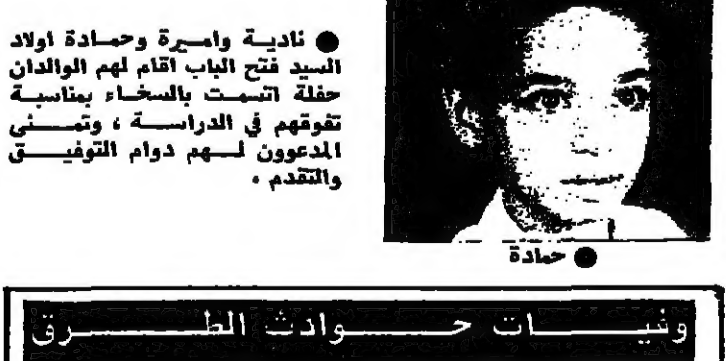 ● نادية واميرة وحمادة اولاد
السيد فتح الباب اقام لهم الوالدان
حفلة اتسمت بالسخاء بمناسبة
تفوقهم في الدراسة ، وتمنى
المدعوون لهم دوام التوفيق
والتقدم .
● حمادة
وفيات حوادث الطرق